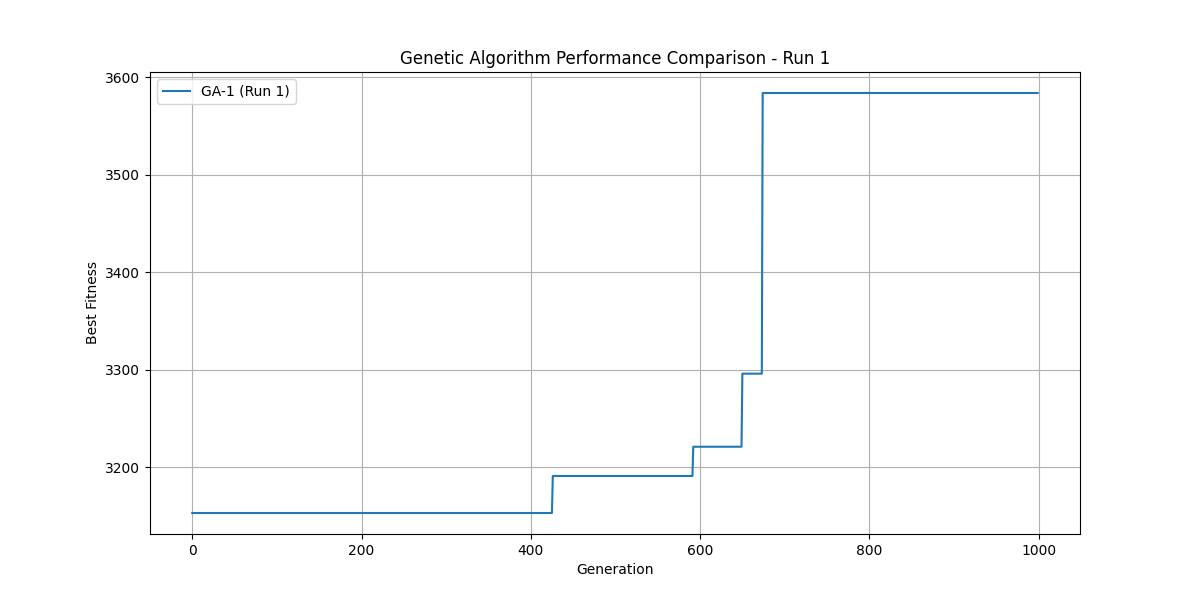 Genetic Algorithm Performance Comparison - Run 1
GA-1 (Run 1)
Best Fitness
3600
3500
3400
3300
3200
0 200 400 600 800 1000
Generation